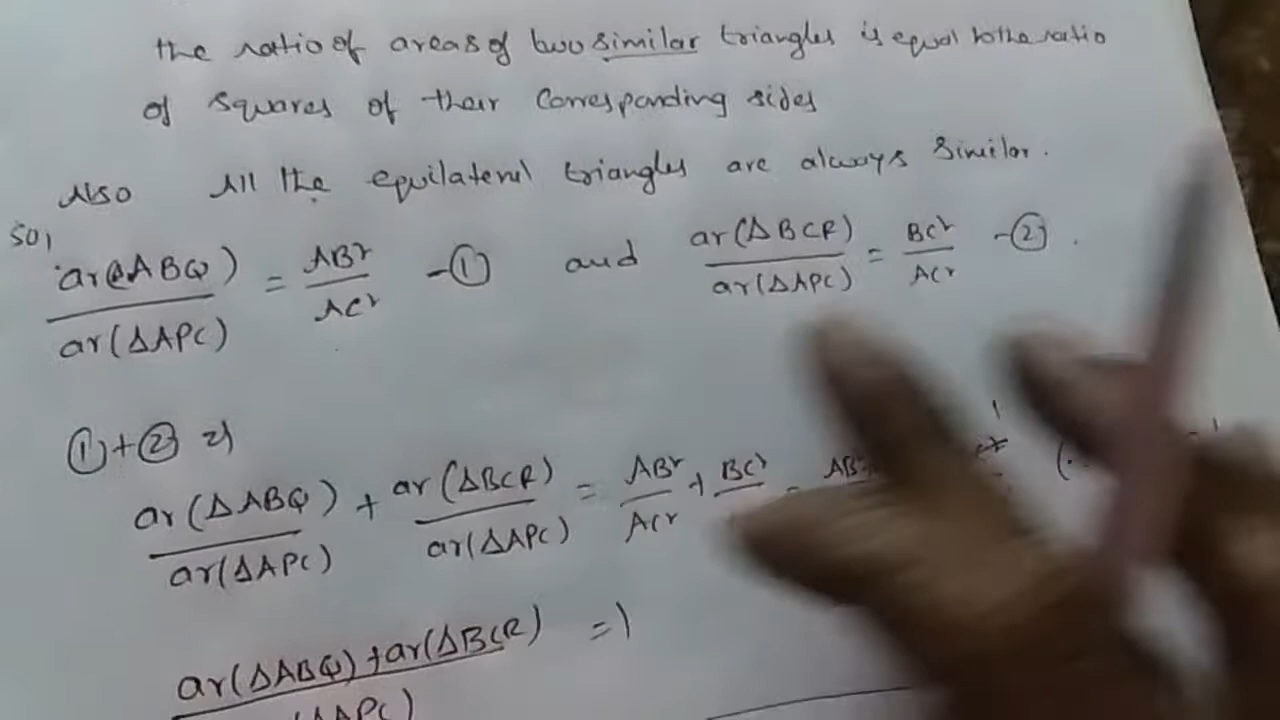 the ratio of areas of two similar triangles is equal to the ratio
of squares of their corresponding sides
Also All the equilateral triangles are always similar.
So,
ar(ΔABQ) / ar(ΔAPC) = AB² / AC² -① and ar(ΔBCR) / ar(ΔAPC) = BC² / AC² -②.
①+② ⇒
ar(ΔABQ) / ar(ΔAPC) + ar(ΔBCR) / ar(ΔAPC) = AB² / AC² + BC² = AB²
ar(ΔABQ)+ar(ΔBCR) / (ΔAPC) = 1